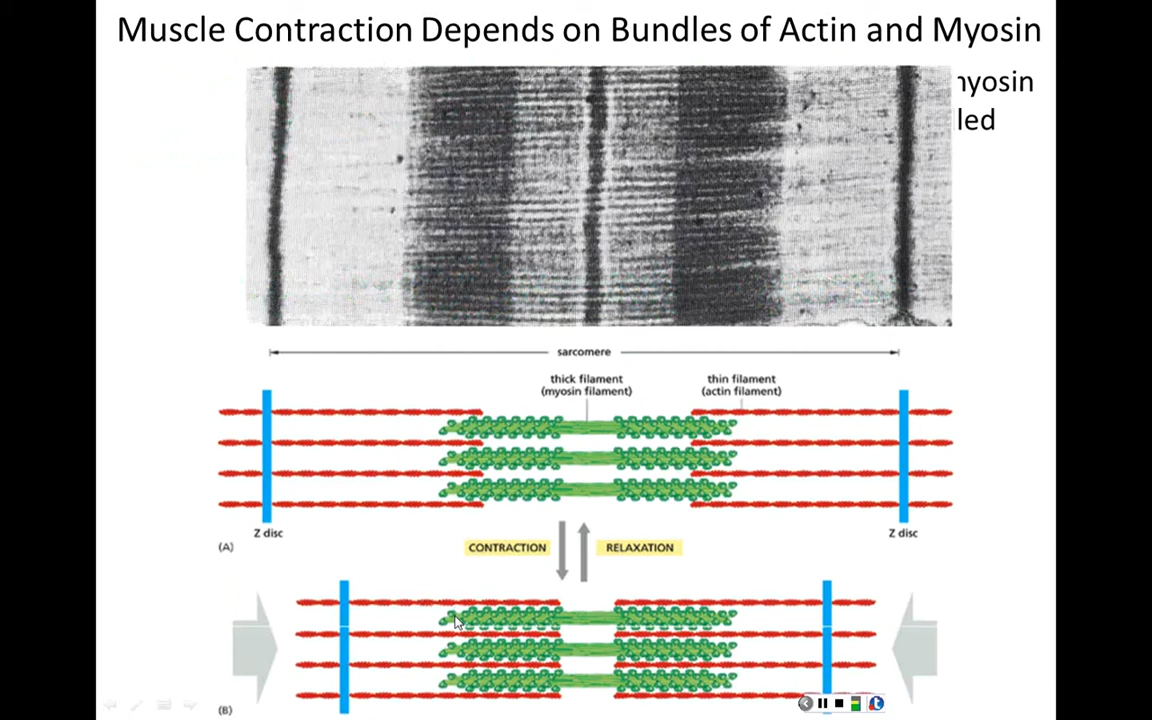 Muscle Contraction Depends on Bundles of Actin and Myosin
led
sarcomere
thick filament
(myosin filament)
thin filament
(actin filament)
Z disc
Z disc
(A)
CONTRACTION
RELAXATION
(B)